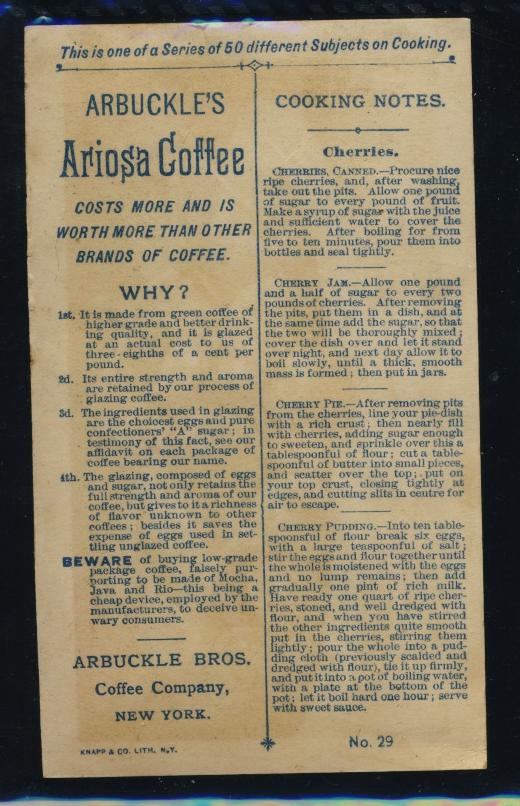 This is one of a Series of 50 different Subjects on Cooking.
ARBUCKLE'S
Ariosa Coffee
COSTS MORE AND IS
WORTH MORE THAN OTHER
BRANDS OF COFFEE.
WHY?
1st. It is made from green coffee of
higher grade and better drink-
ing quality, and it is glazed
at an actual cost to us of
three-eighths of a cent per
pound.
2d. Its entire strength and aroma
are retained by our process of
glazing coffee.
3d. The ingredients used in glazing
are the choicest eggs and pure
confectioners' "A" sugar; in
testimony of this fact, see our
affidavit on each package of
coffee bearing our name.
4th. The glazing, composed of eggs
and sugar, not only retains the
full strength and aroma of our
coffee, but gives to it a richness
of flavor unknown to other
coffees; besides it saves the
expense of eggs used in set-
tling unglazed coffee.
BEWARE of buying low-grade
package coffee, falsely pur-
porting to be made of Mocha,
Java and Rio—this being a
cheap device, employed by the
manufacturers, to deceive un-
wary consumers.
ARBUCKLE BROS.
Coffee Company,
NEW YORK.
KNAPP & CO. LITH. N.Y.
COOKING NOTES.
Cherries.
CHERRIES, CANNED.—Procure nice
ripe cherries, and, after washing,
take out the pits. Allow one pound
of sugar to every pound of fruit.
Make a syrup of sugar with the juice
and sufficient water to cover the
cherries. After boiling for from
five to ten minutes, pour them into
bottles and seal tightly.
CHERRY JAM.—Allow one pound
and a half of sugar to every two
pounds of cherries. After removing
the pits, put them in a dish, and at
the same time add the sugar, so that
the two will be thoroughly mixed;
cover the dish over and let it stand
over night, and next day allow it to
boil slowly, until a thick, smooth
mass is formed; then put in jars.
CHERRY PIE.—After removing pits
from the cherries, line your pie-dish
with a rich crust; then nearly fill
with cherries, adding sugar enough
to sweeten, and sprinkle over this a
tablespoonful of flour; cut a table-
spoonful of butter into small pieces,
and scatter over the top; put on
your top crust, closing tightly at
edges, and cutting slits in centre for
air to escape.
CHERRY PUDDING.—Into ten table-
spoonsful of flour break six eggs,
with a large teaspoonful of salt;
stir the eggs and flour together until
the whole is moistened with the eggs
and no lump remains; then add
gradually one pint of rich milk.
Have ready one quart of ripe cher-
ries, stoned, and well dredged with
flour, and when you have stirred
the other ingredients quite smooth
put in the cherries, stirring them
lightly; pour the whole into a pud-
ding cloth (previously scalded and
dredged with flour), tie it up firmly,
and put it into a pot of boiling water,
with a plate at the bottom of the
pot; let it boil hard one hour; serve
with sweet sauce.
No. 29